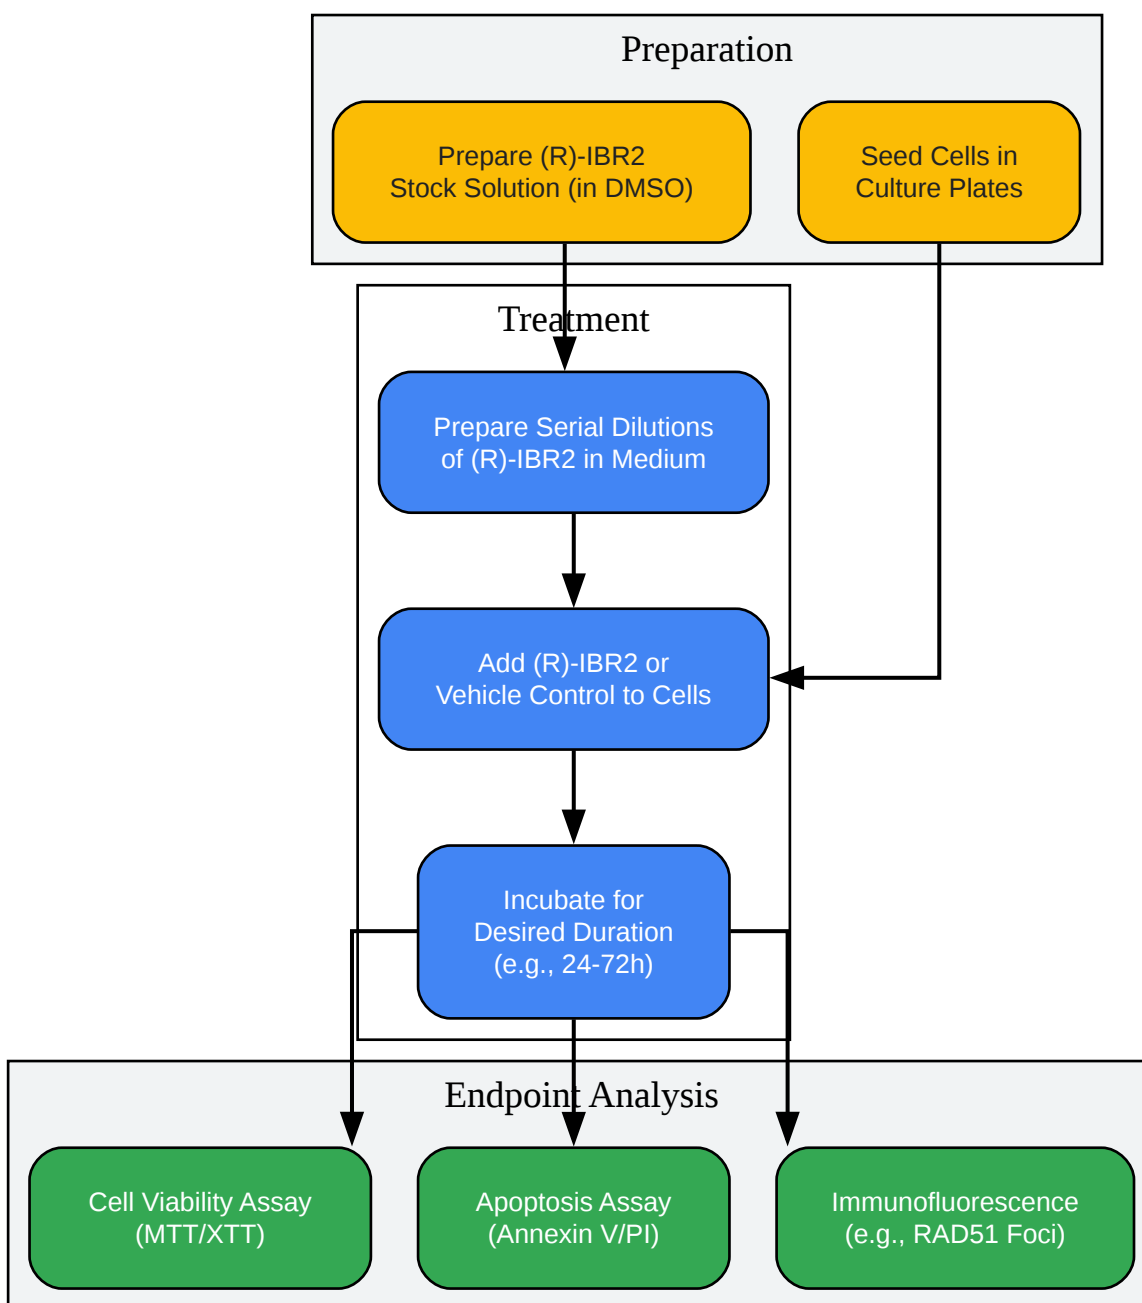 Preparation
Prepare (R)-IBR2
Stock Solution (in DMSO)
Seed Cells in
Culture Plates
Treatment
Prepare Serial Dilutions
of (R)-IBR2 in Medium
Add (R)-IBR2 or
Vehicle Control to Cells
Incubate for
Desired Duration
(e.g., 24-72h)
Endpoint Analysis
Cell Viability Assay
(MTT/XTT)
Apoptosis Assay
(Annexin V/PI)
Immunofluorescence
(e.g., RAD51 Foci)